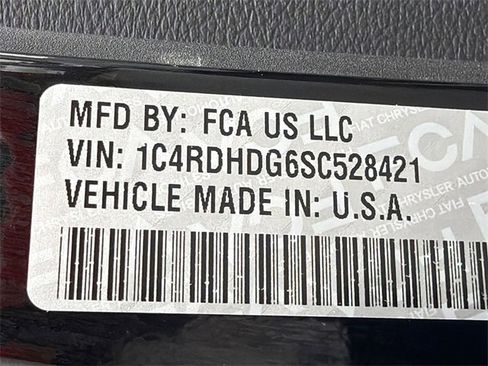 MFD BY: FCA US LLC
VIN: 1C4RDHDG6SC528421
VEHICLE MADE IN: U.S.A.